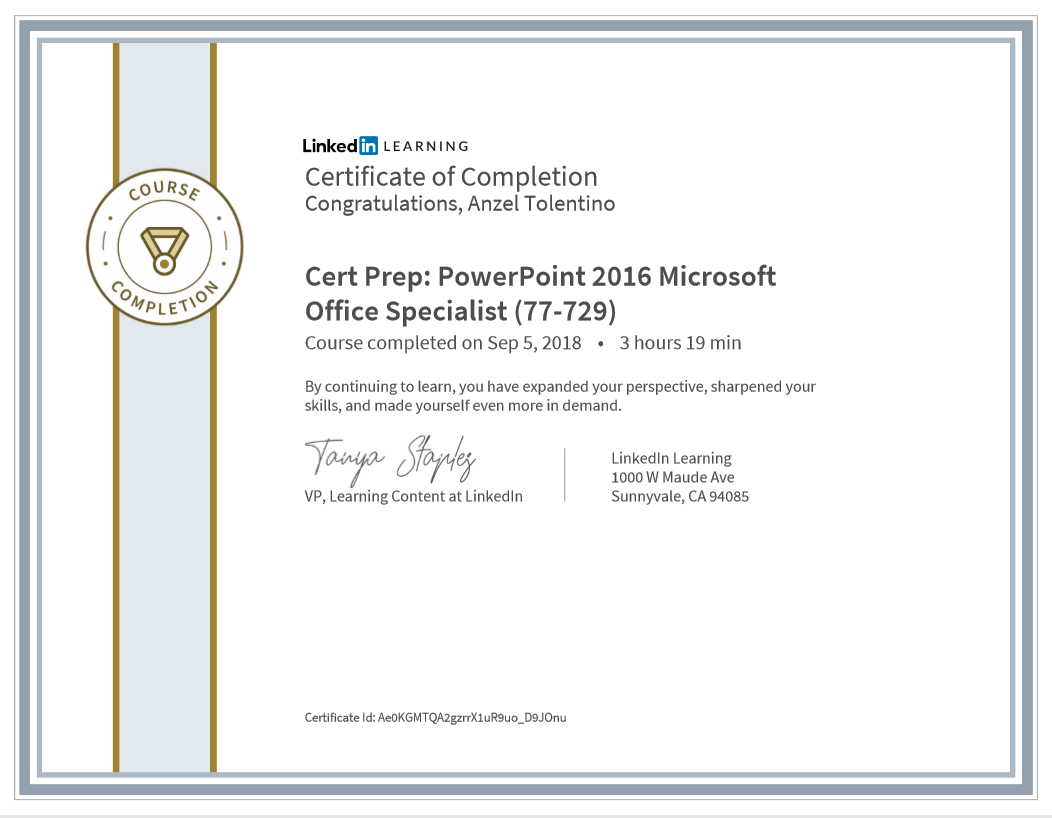 LinkedIn LEARNING
Certificate of Completion
Congratulations, Anzel Tolentino
COURSE
COMPLETION
Cert Prep: PowerPoint 2016 Microsoft
Office Specialist (77-729)
Course completed on Sep 5, 2018 • 3 hours 19 min
By continuing to learn, you have expanded your perspective, sharpened your
skills, and made yourself even more in demand.
Tanya Staples
VP, Learning Content at LinkedIn
LinkedIn Learning
1000 W Maude Ave
Sunnyvale, CA 94085
Certificate Id: Ae0KGMTQA2gzrrX1uR9uo_D9JOnu